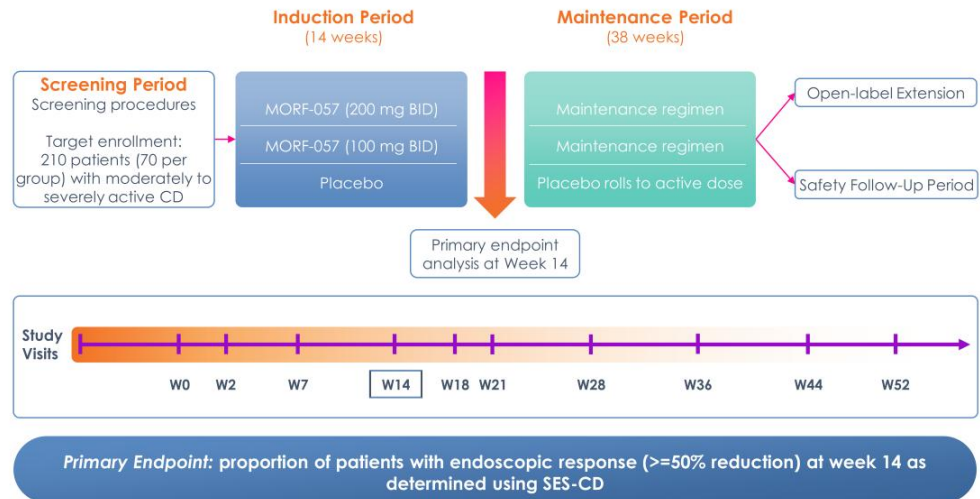 Induction Period
(14 weeks)
Maintenance Period
(38 weeks)
Screening Period
Screening procedures
Target enrollment:
210 patients (70 per
group) with moderately to
severely active CD
MORF-057 (200 mg BID)
MORF-057 (100 mg BID)
Placebo
Maintenance regimen
Maintenance regimen
Placebo rolls to active dose
Open-label Extension
Safety Follow-Up Period
Primary endpoint
analysis at Week 14
Study
Visits
W0 W2 W7 W14 W18 W21 W28 W36 W44 W52
Primary Endpoint: proportion of patients with endoscopic response (>=50% reduction) at week 14 as
determined using SES-CD